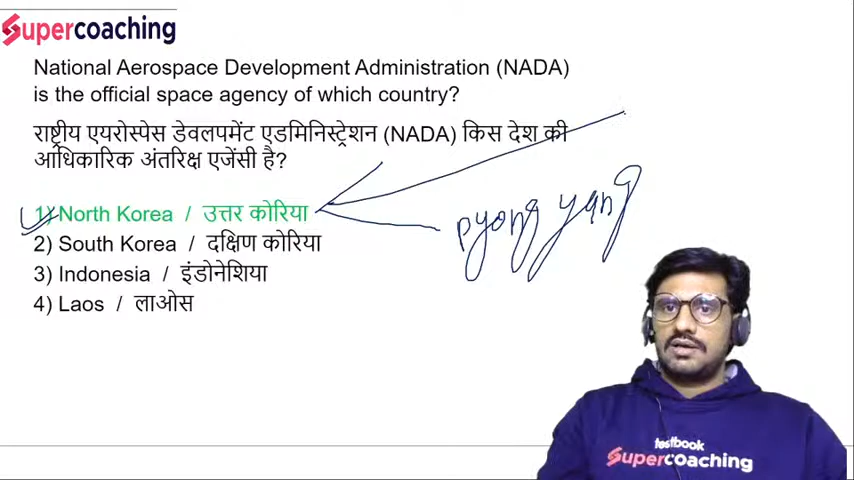 Supercoaching
National Aerospace Development Administration (NADA)
is the official space agency of which country?
राष्ट्रीय एयरोस्पेस डेवलपमेंट एडमिनिस्ट्रेशन (NADA) किस देश की
आधिकारिक अंतरिक्ष एजेंसी है?
1) North Korea / उत्तर कोरिया
2) South Korea / दक्षिण कोरिया
3) Indonesia / इंडोनेशिया
4) Laos / लाओस
pyong yang
testbook
Supercoaching